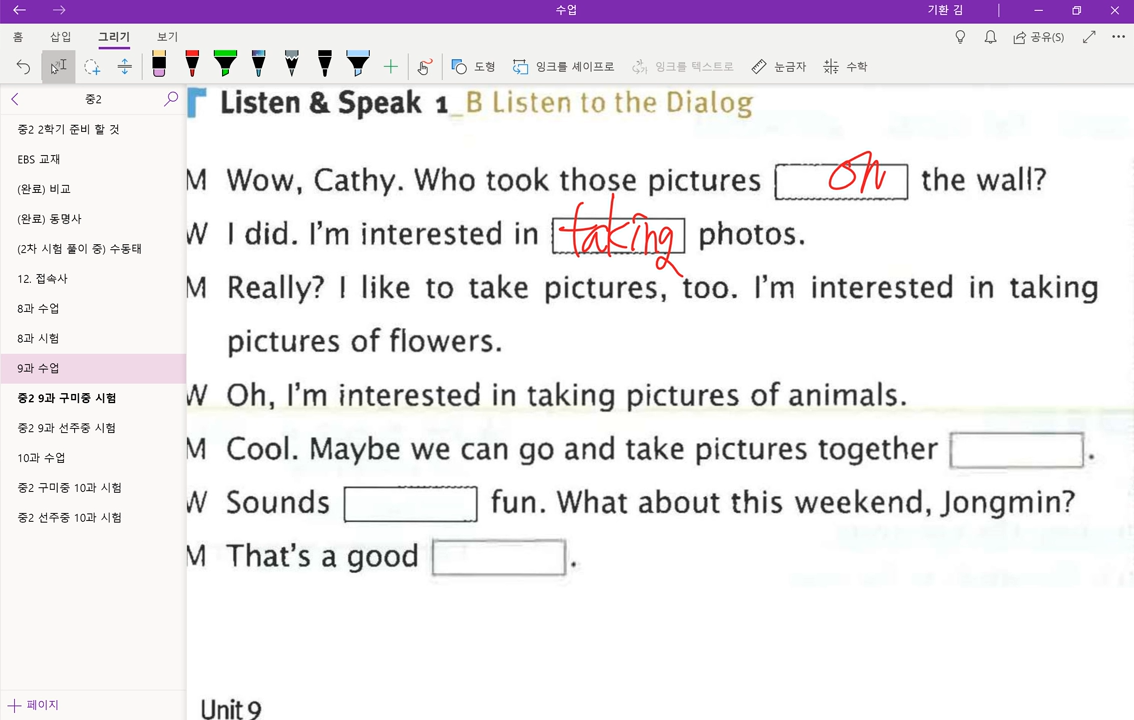 수업
기환 김
홈 삽입 그리기 보기
공유(S)
도형 잉크를 셰이프로 잉크를 텍스트로 눈금자 수학
중2
중2 2학기 준비 할 것
EBS 교재
(완료) 비교
(완료) 동명사
(2차 시험 풀이 중) 수동태
12. 접속사
8과 수업
8과 시험
9과 수업
중2 9과 구미중 시험
중2 9과 선주중 시험
10과 수업
중2 구미중 10과 시험
중2 선주중 10과 시험
페이지
Listen & Speak 1_B Listen to the Dialog
M Wow, Cathy. Who took those pictures on the wall?
W I did. I'm interested in taking photos.
M Really? I like to take pictures, too. I'm interested in taking
pictures of flowers.
W Oh, I'm interested in taking pictures of animals.
M Cool. Maybe we can go and take pictures together .
W Sounds fun. What about this weekend, Jongmin?
M That's a good .
Unit 9